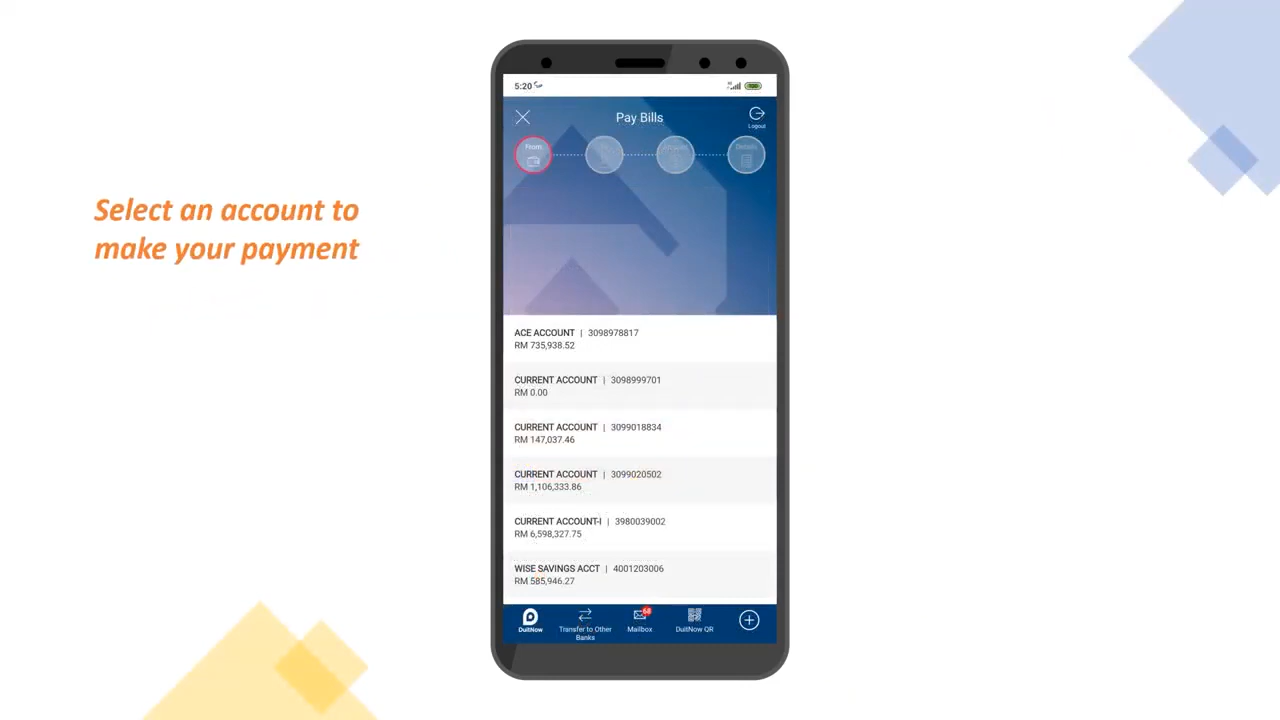 Select an account to
make your payment
5:20
Pay Bills
Logout
From
Details
ACE ACCOUNT | 3098978817
RM 735,938.52
CURRENT ACCOUNT | 3098999701
RM 0.00
CURRENT ACCOUNT | 3099018834
RM 147,037.46
CURRENT ACCOUNT | 3099020502
RM 1,106,333.86
CURRENT ACCOUNT-I | 3980039002
RM 6,598,327.75
WISE SAVINGS ACCT | 4001203006
RM 585,946.27
DuitNow
Transfer to Other
Banks
68
Mailbox
DuitNow QR